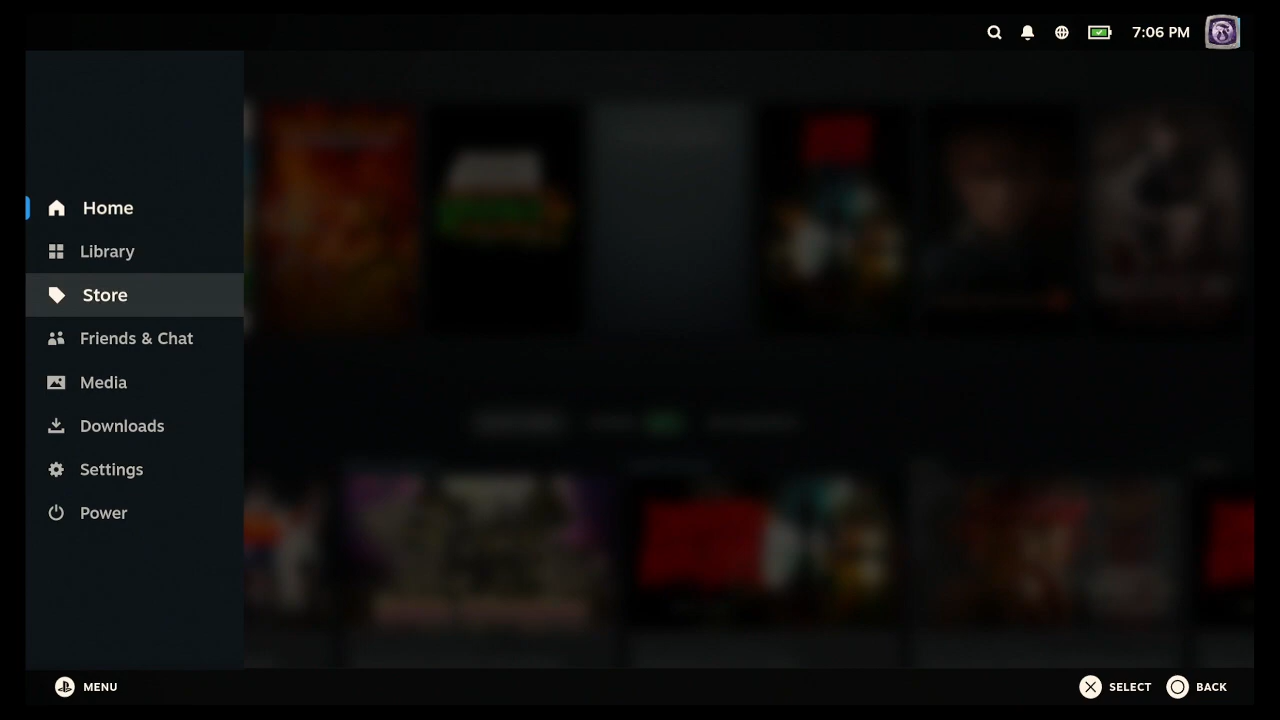 7:06 PM
Home
Library
Store
Friends & Chat
Media
Downloads
Settings
Power
MENU
SELECT
BACK